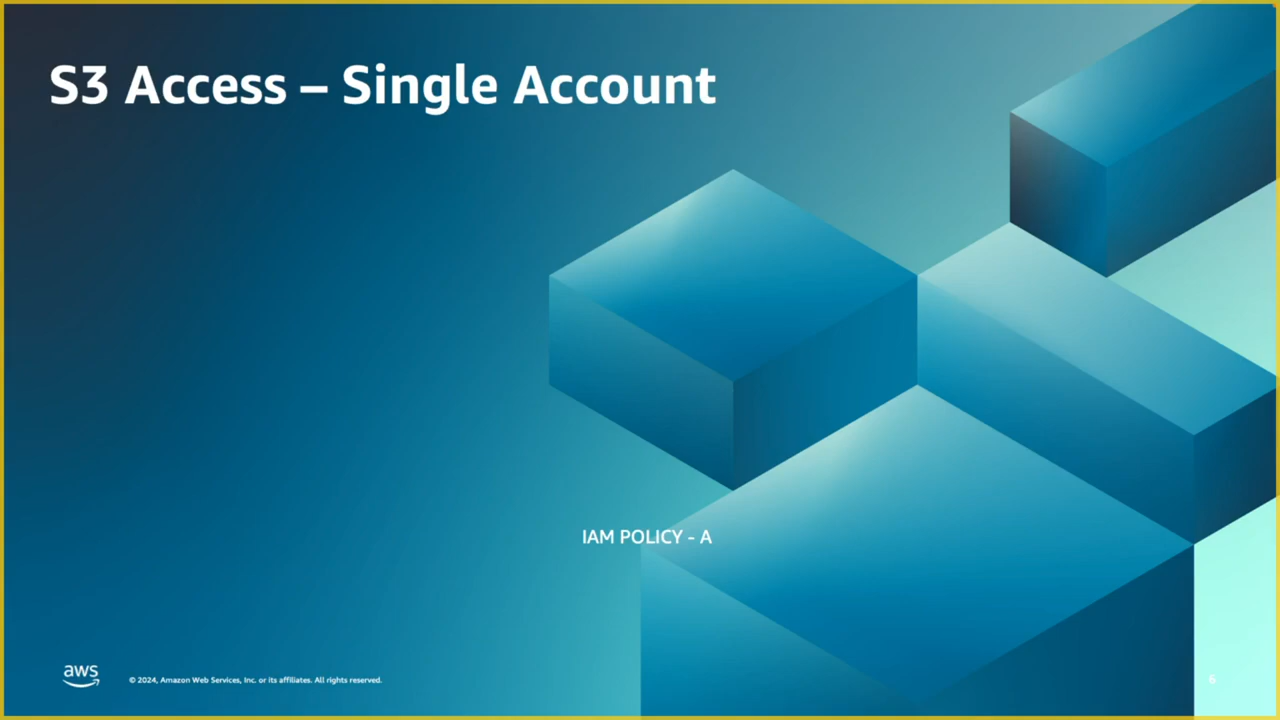 S3 Access – Single Account
IAM POLICY - A
aws
© 2024, Amazon Web Services, Inc. or its affiliates. All rights reserved.
6